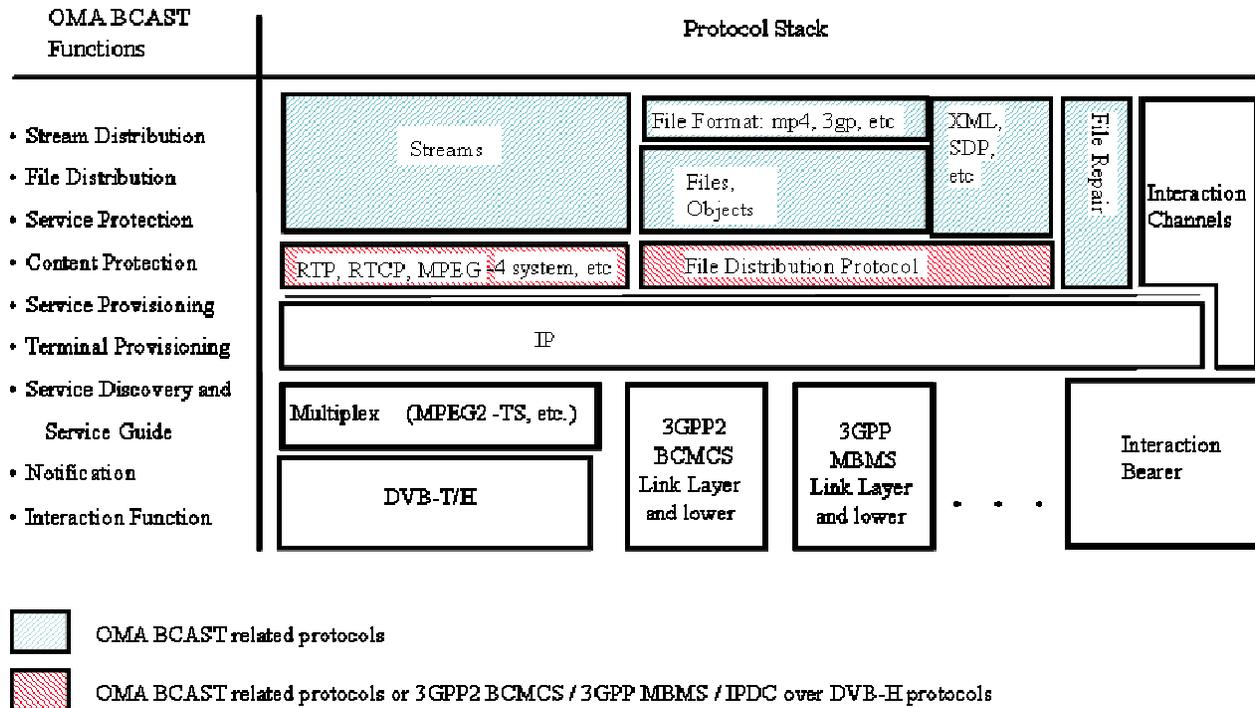 OMA BCAST
Functions
Protocol Stack
• Stream Distribution
• File Distribution
• Service Protection
• Content Protection
• Service Provisioning
• Terminal Provisioning
• Service Discovery and
Service Guide
• Notification
• Interaction Function
Streams
File Format: mp4, 3gp, etc
Files,
Objects
XML,
SDP,
etc
File Repair
Interaction
Channels
RTP, RTCP, MPEG -4 system, etc
File Distribution Protocol
IP
Multiplex (MPEG2 -TS, etc.)
DVB-T/H
3GPP2
BCMCS
Link Layer
and lower
3GPP
MBMS
Link Layer
and lower
. . .
Interaction
Bearer
OMA BCAST related protocols
OMA BCAST related protocols or 3GPP2 BCMCS / 3GPP MBMS / IPDC over DVB-H protocols